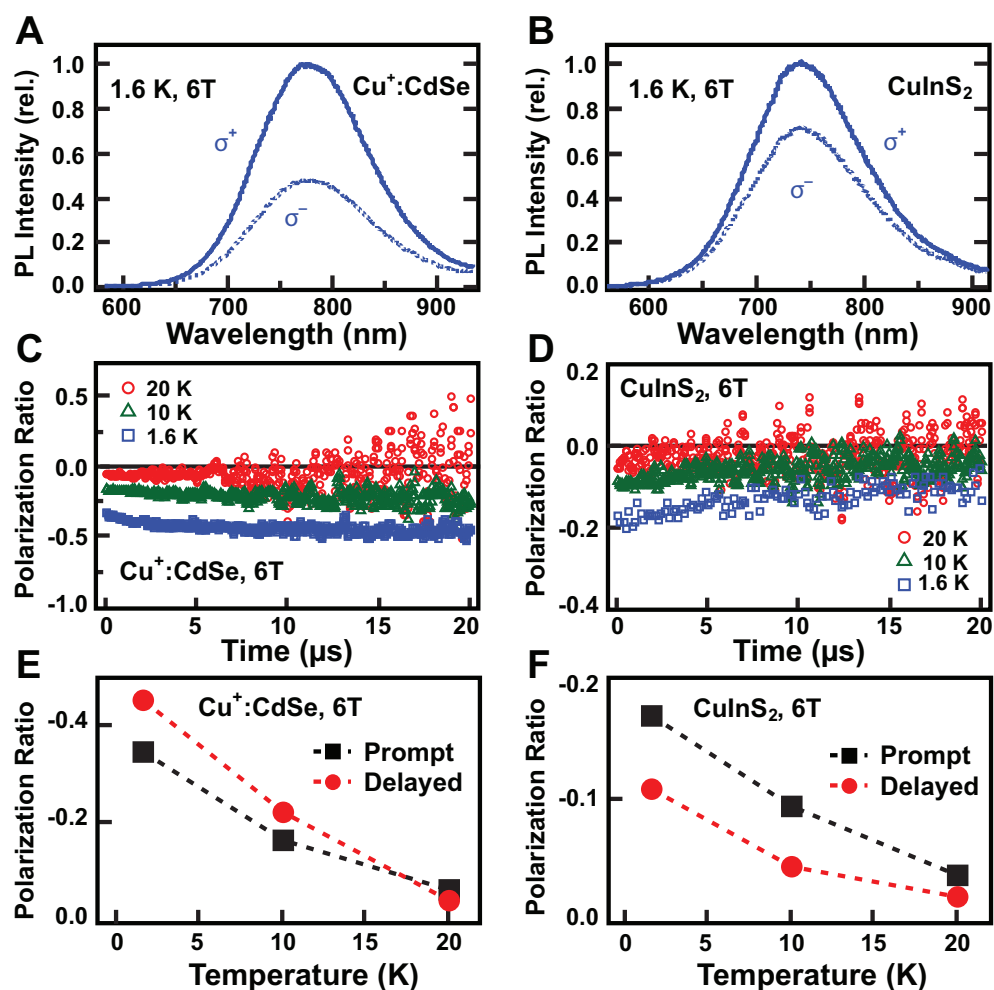 A
PL Intensity (rel.)
1.0
0.8
0.6
0.4
0.2
0.0
1.6 K, 6T
Cu⁺:CdSe
σ⁺
σ⁻
600
700
800
900
Wavelength (nm)
B
PL Intensity (rel.)
1.0
0.8
0.6
0.4
0.2
0.0
1.6 K, 6T
CuInS₂
σ⁺
σ⁻
600
700
800
900
Wavelength (nm)
C
Polarization Ratio
0.5
0.0
-0.5
-1.0
20 K
10 K
1.6 K
Cu⁺:CdSe, 6T
0
5
10
15
20
Time (µs)
D
Polarization Ratio
0.2
0.0
-0.2
-0.4
CuInS₂, 6T
20 K
10 K
1.6 K
0
5
10
15
20
Time (µs)
E
Polarization Ratio
-0.4
-0.2
0.0
Cu⁺:CdSe, 6T
Prompt
Delayed
0
5
10
15
20
Temperature (K)
F
Polarization Ratio
-0.2
-0.1
0.0
CuInS₂, 6T
Prompt
Delayed
0
5
10
15
20
Temperature (K)